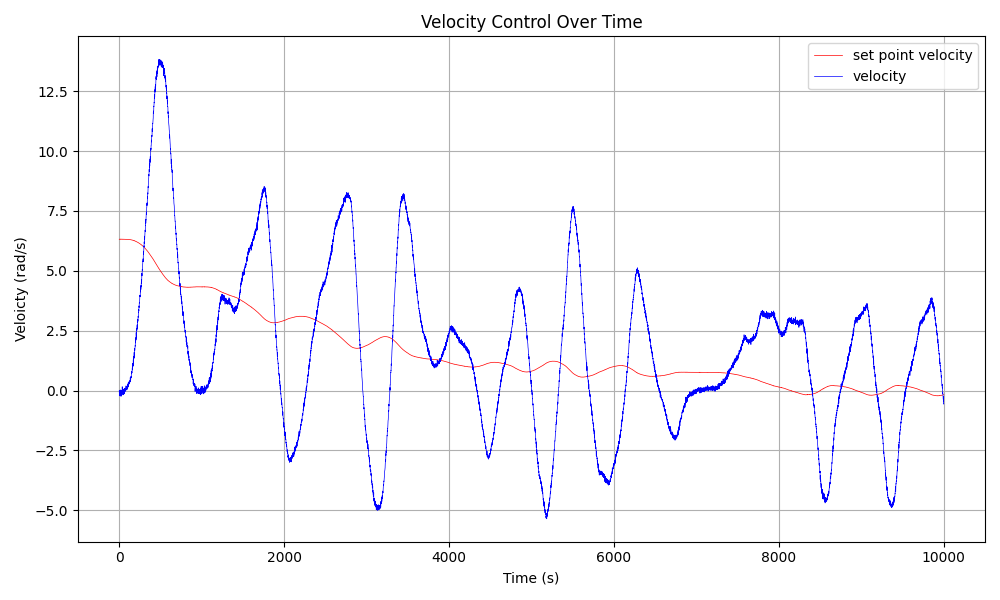 Velocity Control Over Time
set point velocity
velocity
Veloicty (rad/s)
12.5
10.0
7.5
5.0
2.5
0.0
−2.5
−5.0
0 2000 4000 6000 8000 10000
Time (s)